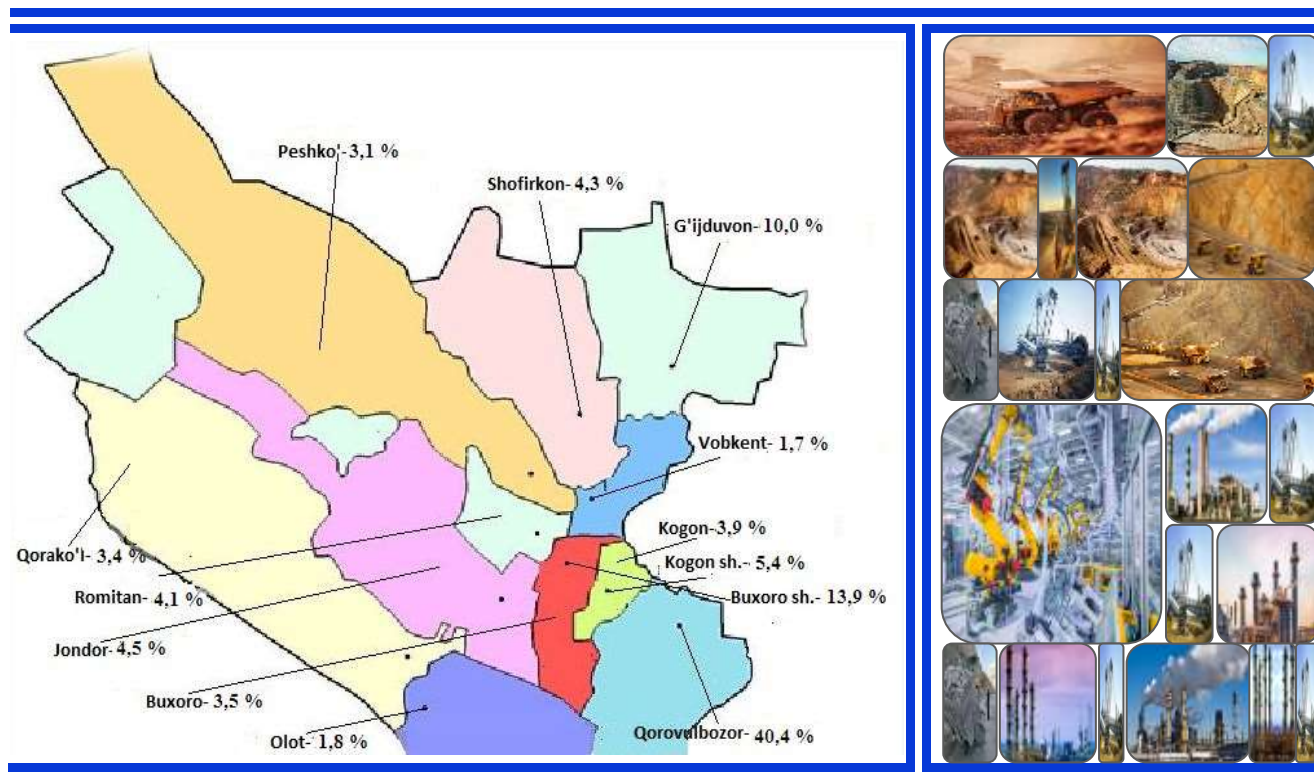 Peshko'-3,1 %
Shofirkon- 4,3 %
G'ijduvon- 10,0 %
Vobkent- 1,7 %
Kogon-3,9 %
Kogon sh.- 5,4 %
Buxoro sh.- 13,9 %
Qorako'l- 3,4 %
Romitan- 4,1 %
Jondor- 4,5 %
Buxoro- 3,5 %
Olot- 1,8 %
Qorovulbozor- 40,4 %